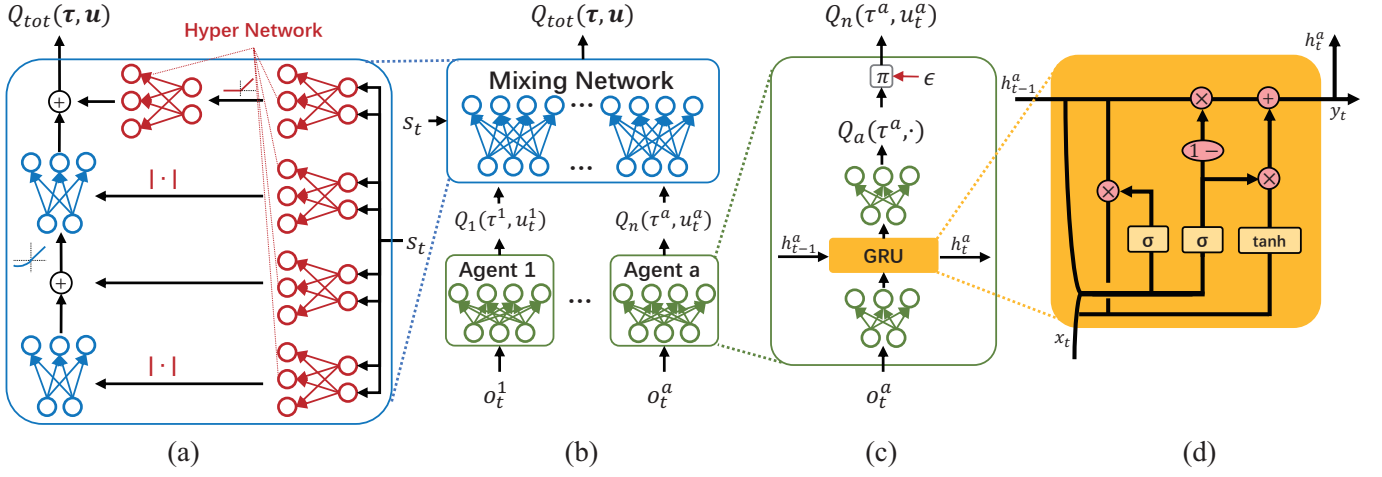 Q_tot(τ, u)
Hyper Network
+
|·|
s_t
+
|·|
(a)
Q_tot(τ, u)
Mixing Network
...
s_t
...
Q_1(τ^1, u_t^1)
Q_n(τ^a, u_t^a)
Agent 1
...
Agent a
o_t^1
o_t^a
(b)
Q_n(τ^a, u_t^a)
π
ϵ
Q_a(τ^a,·)
h_{t-1}^a
GRU
h_t^a
o_t^a
(c)
h_t^a
h_{t-1}^a
×
+
y_t
1 −
×
×
σ
σ
tanh
x_t
(d)